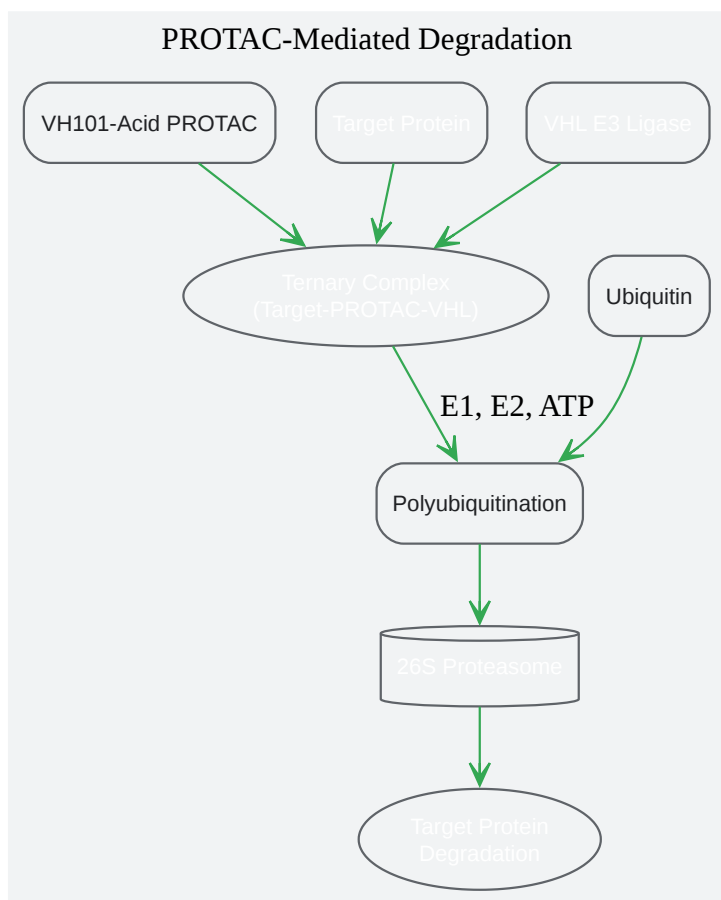 PROTAC-Mediated Degradation
VH101-Acid PROTAC
Target Protein
VHL E3 Ligase
Ternary Complex
(Target-PROTAC-VHL)
Ubiquitin
E1, E2, ATP
Polyubiquitination
26S Proteasome
Target Protein
Degradation